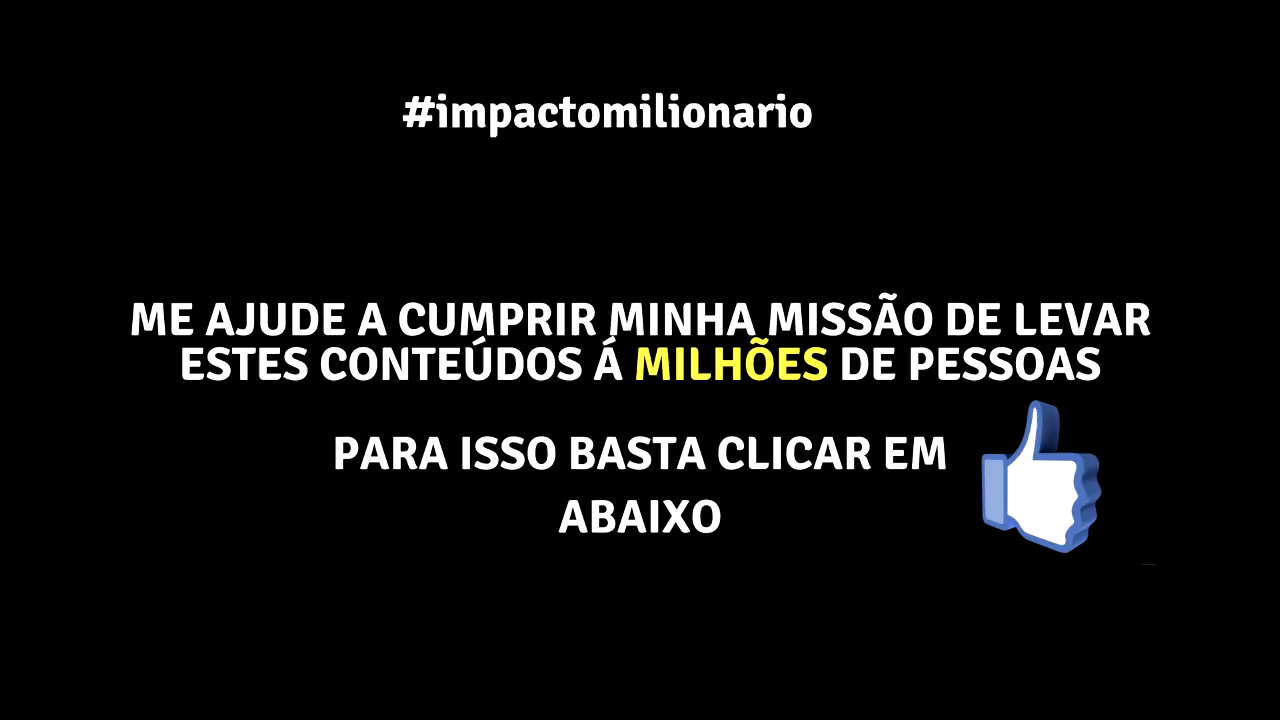 #impactomilionario
ME AJUDE A CUMPRIR MINHA MISSÃO DE LEVAR
ESTES CONTEÚDOS Á MILHÕES DE PESSOAS
PARA ISSO BASTA CLICAR EM
ABAIXO